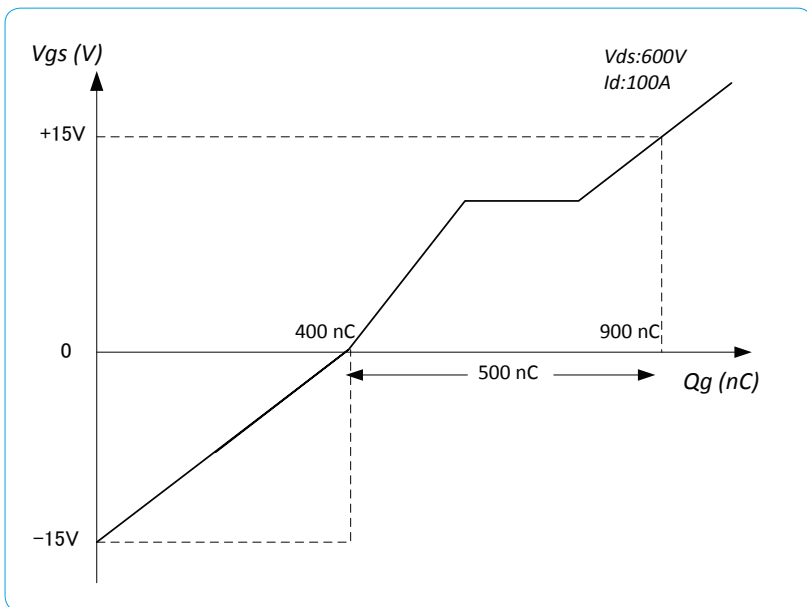 Vgs (V)
Vds:600V
Id:100A
+15V
400 nC
900 nC
0
500 nC
Qg (nC)
−15V